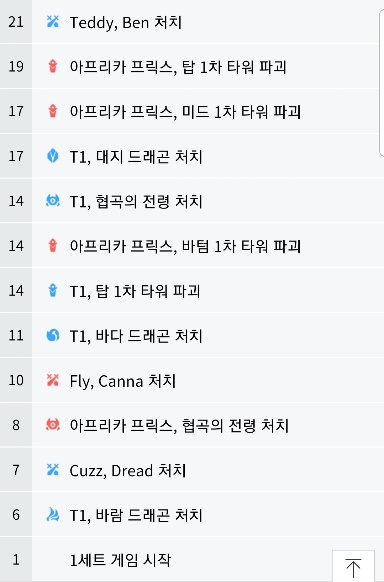 21 Teddy, Ben 처치
19 아프리카 프릭스, 탑 1차 타워 파괴
17 아프리카 프릭스, 미드 1차 타워 파괴
17 T1, 대지 드래곤 처치
14 T1, 협곡의 전령 처치
14 아프리카 프릭스, 바텀 1차 타워 파괴
14 T1, 탑 1차 타워 파괴
11 T1, 바다 드래곤 처치
10 Fly, Canna 처치
8 아프리카 프릭스, 협곡의 전령 처치
7 Cuzz, Dread 처치
6 T1, 바람 드래곤 처치
1 1세트 게임 시작